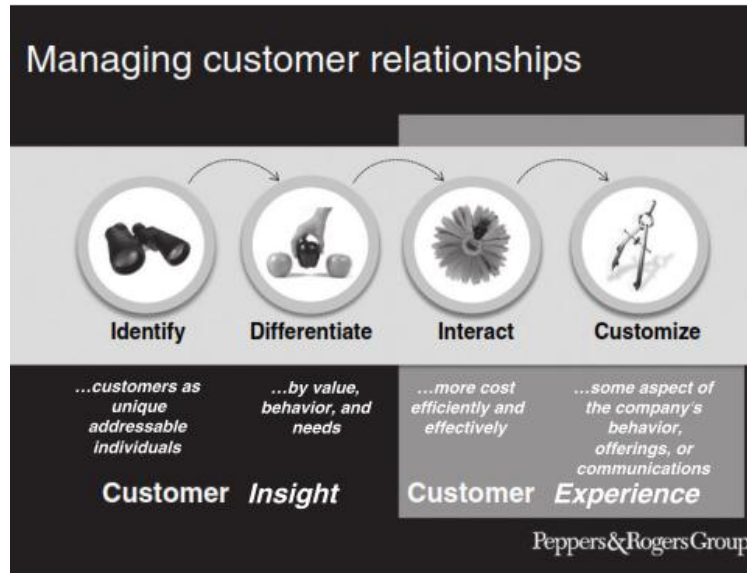 Managing customer relationships
Identify
Differentiate
Interact
Customize
...customers as
unique
addressable
individuals
...by value,
behavior, and
needs
...more cost
efficiently and
effectively
...some aspect of
the company's
behavior,
offerings, or
communications
Customer Insight
Customer Experience
Peppers&RogersGroup